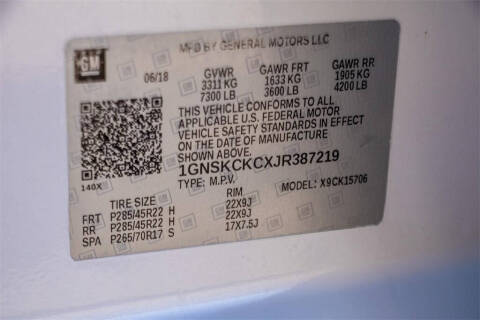 GM
MFD BY GENERAL MOTORS LLC
06/18 GVWR GAWR FRT GAWR RR
3311 KG 1633 KG 1905 KG
7300 LB 3600 LB 4200 LB
THIS VEHICLE CONFORMS TO ALL
APPLICABLE U.S. FEDERAL MOTOR
VEHICLE SAFETY STANDARDS IN EFFECT
ON THE DATE OF MANUFACTURE
SHOWN ABOVE.
1GNSKCKCXJR387219
140X TYPE: M.P.V. MODEL: X9CK15706
TIRE SIZE RIM
FRT P285/45R22 H 22X9J
RR P285/45R22 H 22X9J
SPA P265/70R17 S 17X7.5J